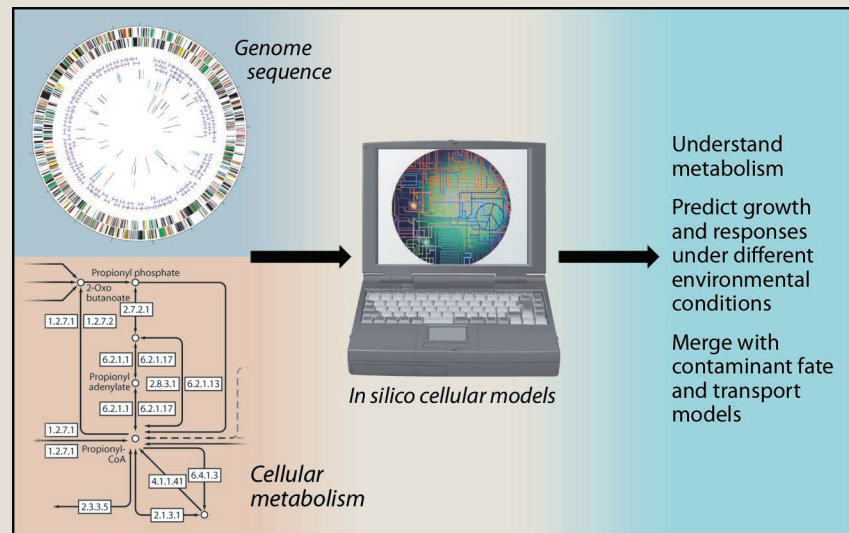 Genome
sequence
Propionyl phosphate
2-Oxo
butanoate
1.2.7.1
1.2.7.2
2.7.2.1
6.2.1.1
6.2.1.17
Propionyl
adenylate
2.8.3.1
6.2.1.13
6.2.1.1
6.2.1.17
1.2.7.1
1.2.7.1
Propionyl-
CoA
4.1.1.41
6.4.1.3
2.3.3.5
2.1.3.1
Cellular
metabolism
In silico cellular models
Understand
metabolism
Predict growth
and responses
under different
environmental
conditions
Merge with
contaminant fate
and transport
models